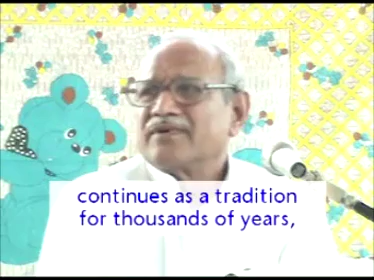 continues as a tradition
for thousands of years,